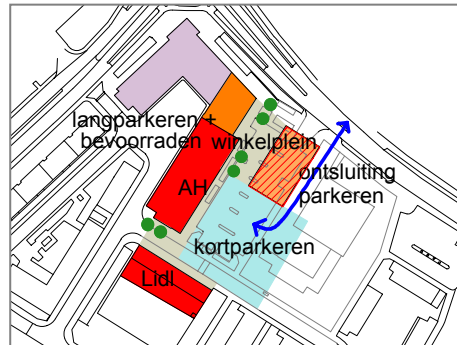 langparkeren +
bevoorraden
winkelplein
ontsluiting
parkeren
AH
kortparkeren
Lidl